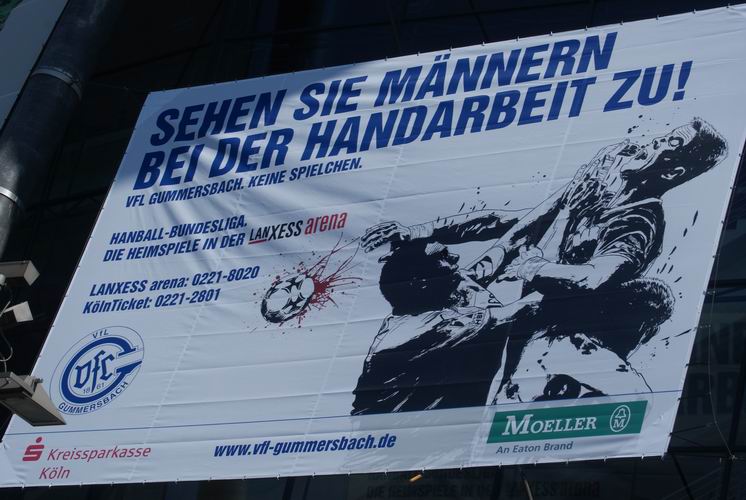 SEHEN SIE MÄNNERN
BEI DER HANDARBEIT ZU!
VFL GUMMERSBACH. KEINE SPIELCHEN.
HANBALL-BUNDESLIGA.
DIE HEIMSPIELE IN DER LANXESS arena
LANXESS arena: 0221-8020
KölnTicket: 0221-2801
VfL
VfL
1861
GUMMERSBACH
Kreissparkasse
Köln
www.vfl-gummersbach.de
MOELLER
M
An Eaton Brand